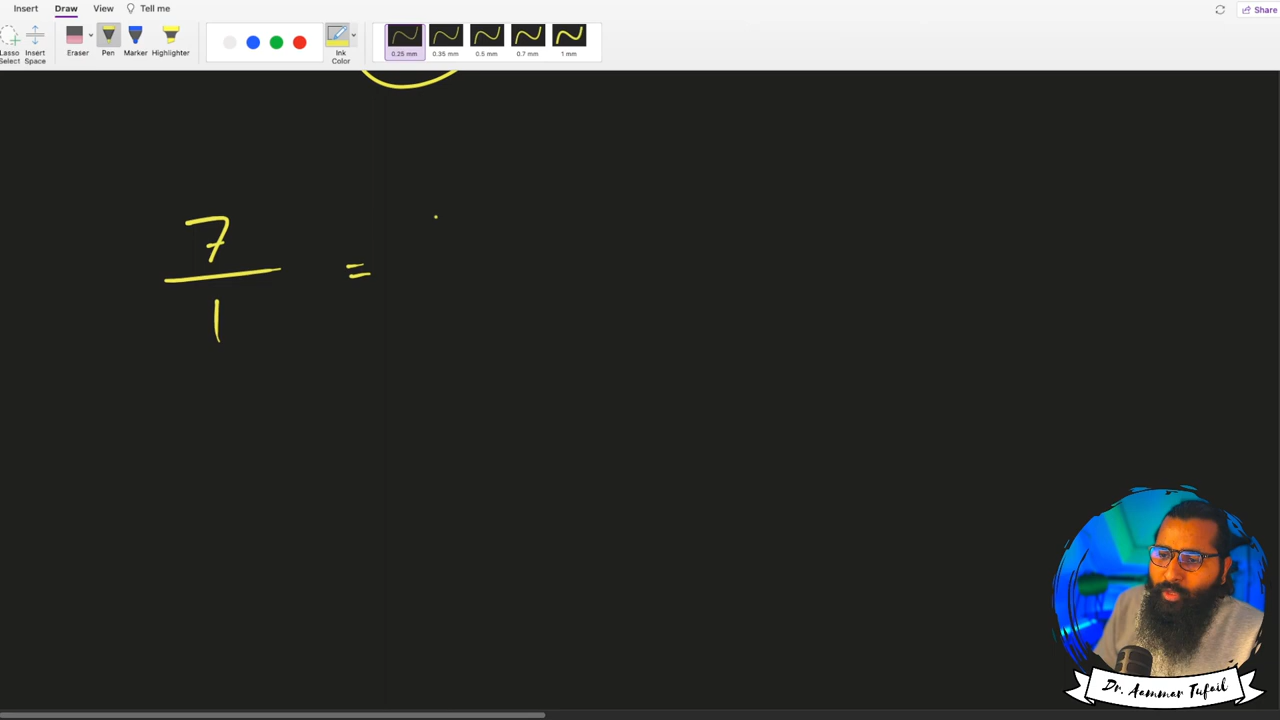 Insert Draw View Tell me Share
Lasso Select
Insert Space
Eraser
Pen
Marker
Highlighter
Ink Color
0.25 mm 0.35 mm 0.5 mm 0.7 mm 1 mm
7
=
1
Dr. Aammar Tufail